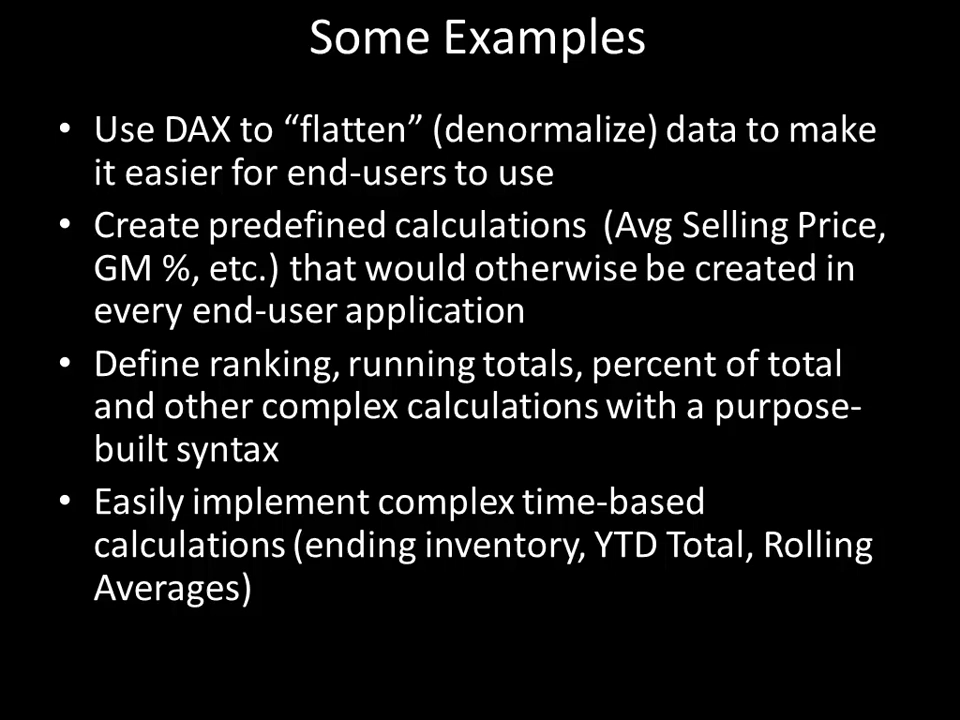 Some Examples
• Use DAX to “flatten” (denormalize) data to make
it easier for end-users to use
• Create predefined calculations  (Avg Selling Price,
GM %, etc.) that would otherwise be created in
every end-user application
• Define ranking, running totals, percent of total
and other complex calculations with a purpose-
built syntax
• Easily implement complex time-based
calculations (ending inventory, YTD Total, Rolling
Averages)